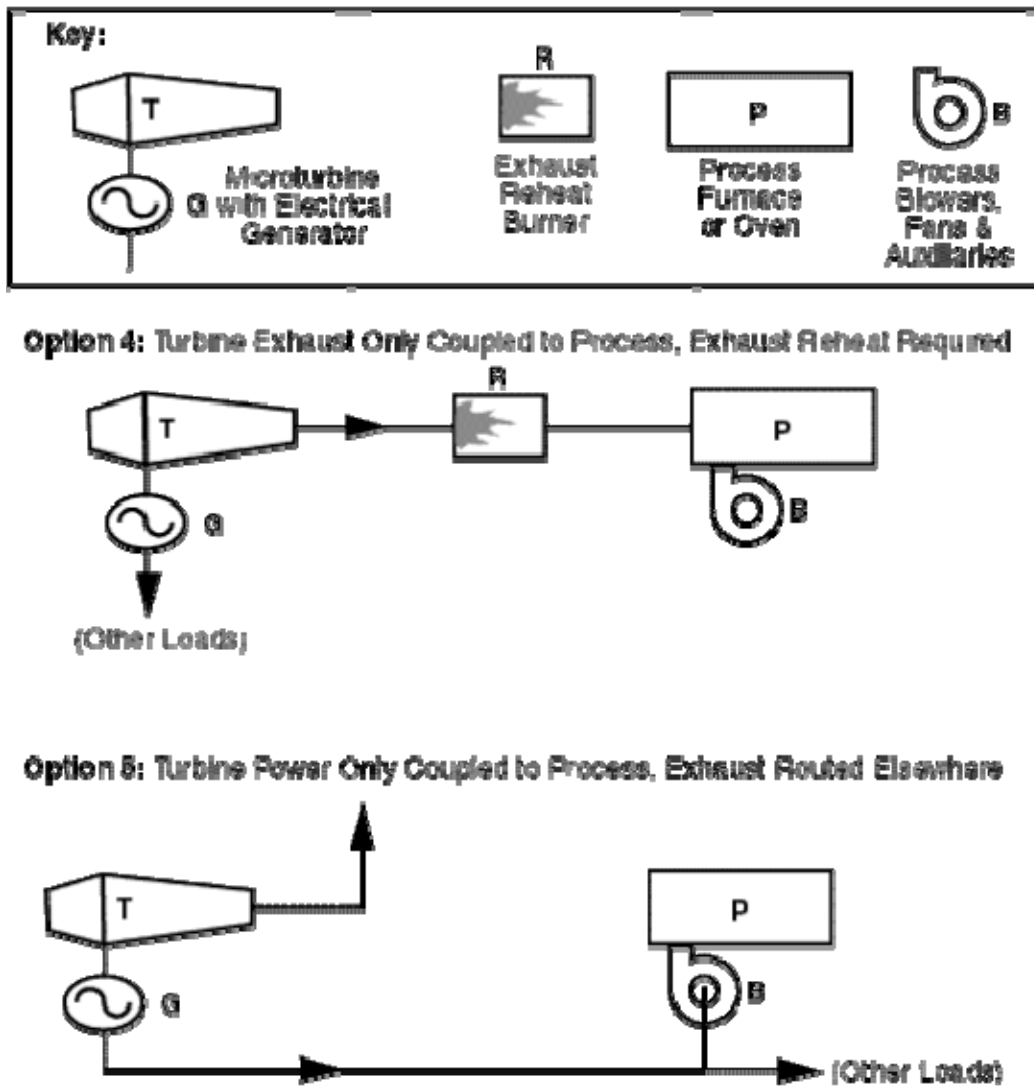 Key:
R
T
P
B
G
Microturbine
with Electrical
Generator
Exhaust
Reheat
Burner
Process
Furnace
or Oven
Process
Blowers,
Fans &
Auxiliaries
Option 4: Turbine Exhaust Only Coupled to Process, Exhaust Reheat Required
R
T
P
G
B
(Other Loads)
Option 5: Turbine Power Only Coupled to Process, Exhaust Routed Elsewhere
T
P
G
B
(Other Loads)